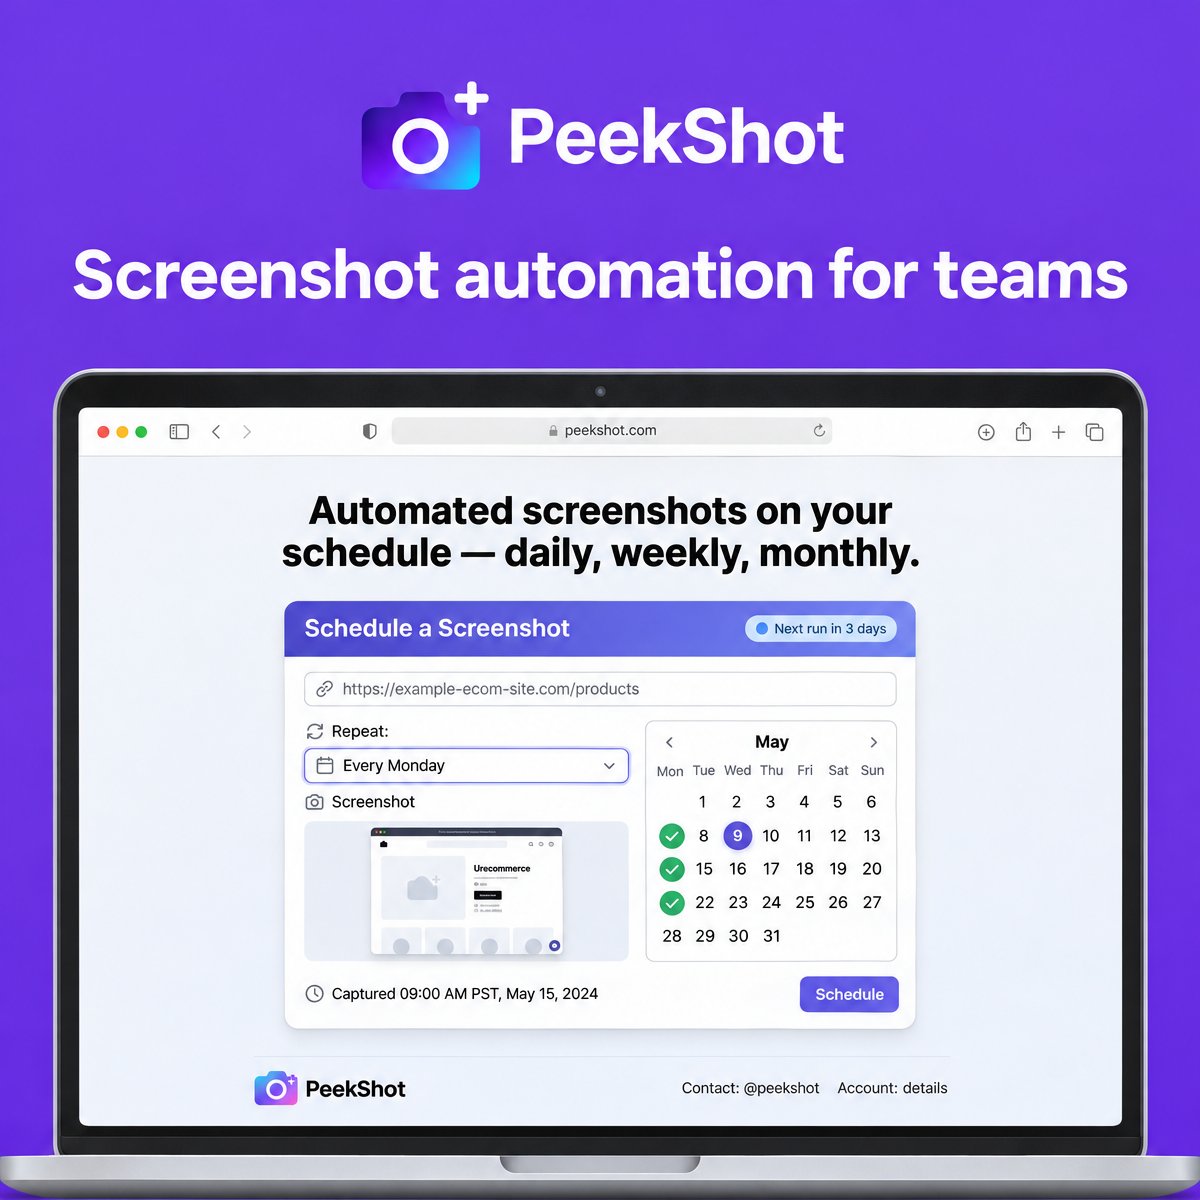 PeekShot
Screenshot automation for teams
peekshot.com
Automated screenshots on your
schedule — daily, weekly, monthly.
Schedule a Screenshot
Next run in 3 days
https://example-ecom-site.com/products
Repeat:
Every Monday
Screenshot
Urecommerce
May
Mon Tue Wed Thu Fri Sat Sun
1 2 3 4 5 6
8 9 10 11 12 13
15 16 17 18 19 20
22 23 24 25 26 27
28 29 30 31
Captured 09:00 AM PST, May 15, 2024
Schedule
PeekShot
Contact: @peekshot Account: details